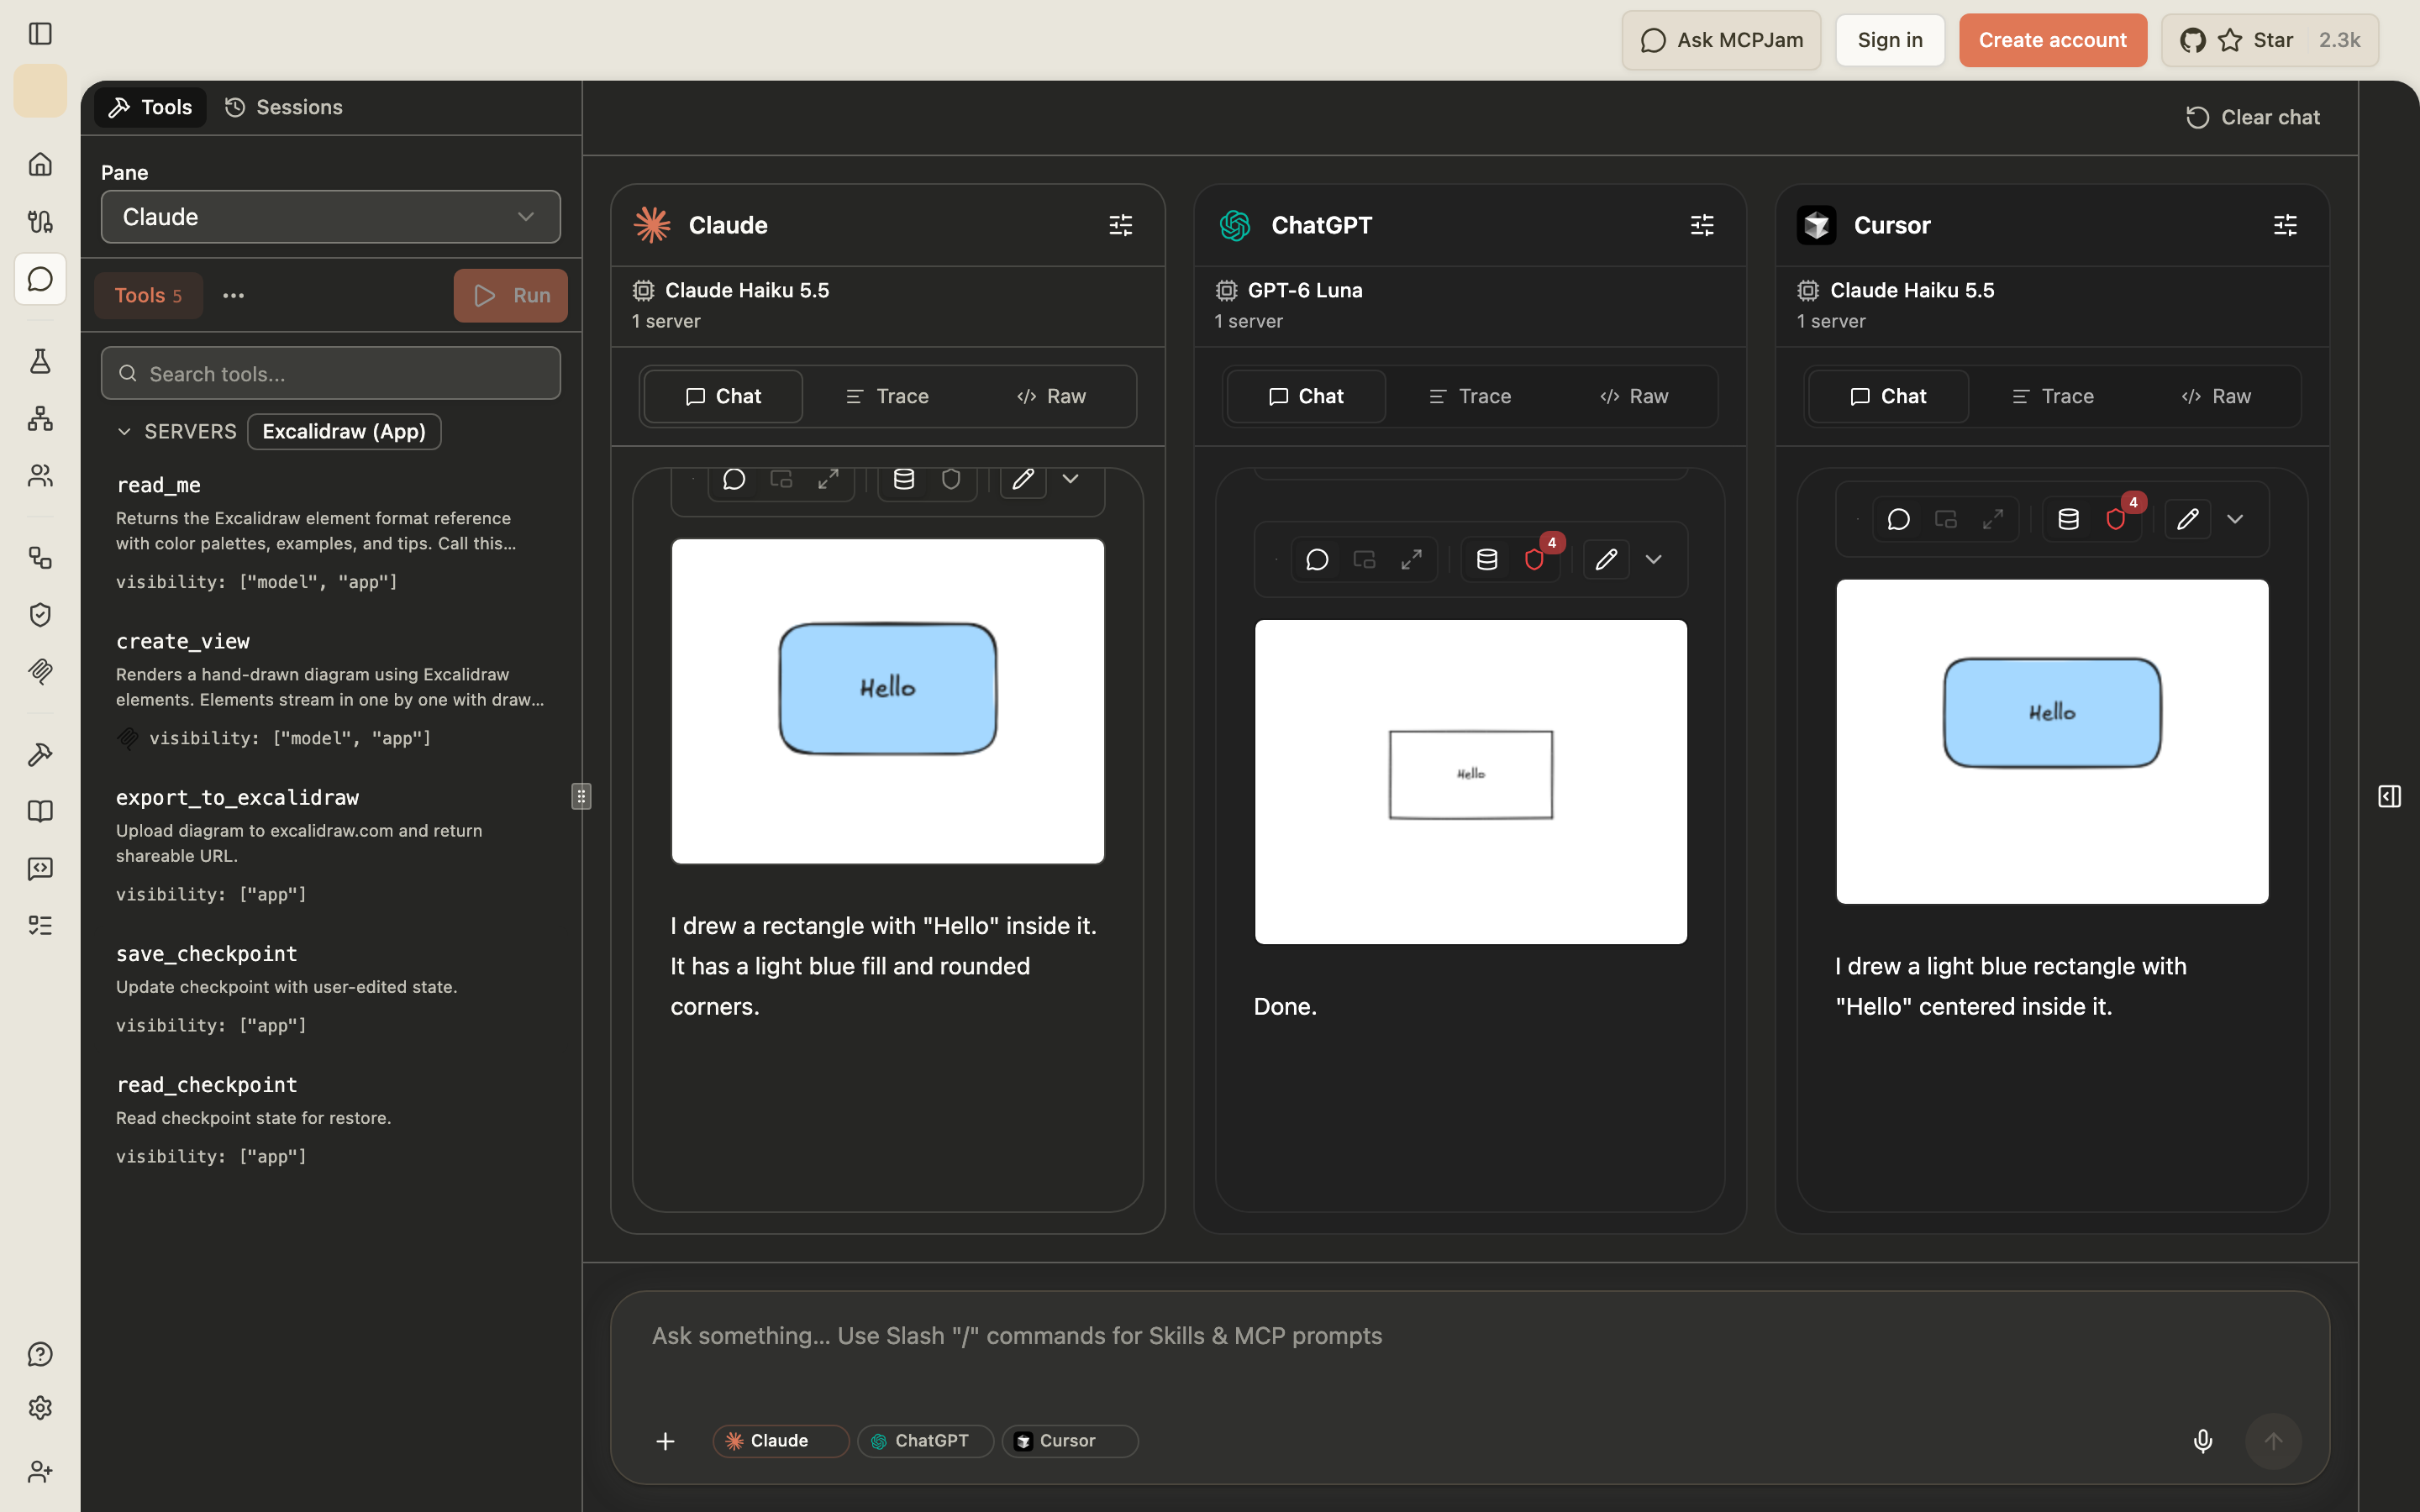 Ask MCPJam
Sign in
Create account
Star 2.3k
Tools
Sessions
Clear chat
Pane
Claude
Tools 5
Run
Search tools...
SERVERS
Excalidraw (App)
read_me
Returns the Excalidraw element format reference
with color palettes, examples, and tips. Call this...
visibility: ["model", "app"]
create_view
Renders a hand-drawn diagram using Excalidraw
elements. Elements stream in one by one with draw...
visibility: ["model", "app"]
export_to_excalidraw
Upload diagram to excalidraw.com and return
shareable URL.
visibility: ["app"]
save_checkpoint
Update checkpoint with user-edited state.
visibility: ["app"]
read_checkpoint
Read checkpoint state for restore.
visibility: ["app"]
Claude
Claude Haiku 5.5
1 server
Chat
Trace
Raw
Hello
I drew a rectangle with "Hello" inside it.
It has a light blue fill and rounded
corners.
ChatGPT
GPT-6 Luna
1 server
Chat
Trace
Raw
4
Hello
Done.
Cursor
Claude Haiku 5.5
1 server
Chat
Trace
Raw
4
Hello
I drew a light blue rectangle with
"Hello" centered inside it.
Ask something... Use Slash "/" commands for Skills & MCP prompts
Claude
ChatGPT
Cursor